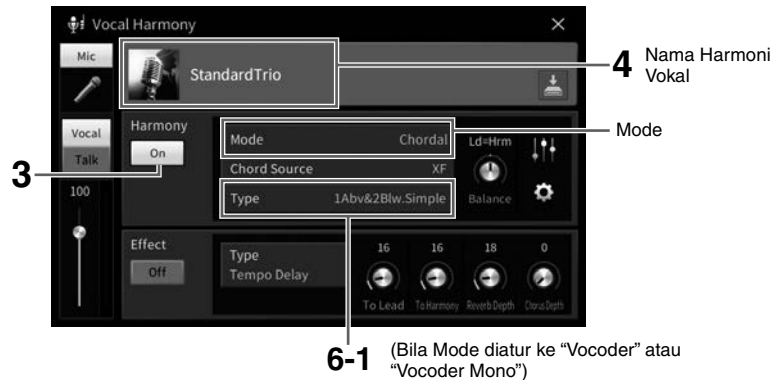 Vocal Harmony
Mic
StandardTrio
4 Nama Harmoni
Vokal
Vocal
Talk
100
Harmony
On
3
Mode Chordal
Mode
Chord Source XF
Type 1Abv&2Blw.Simple
Ld=Hrm
Balance
Effect
Off
Type
Tempo Delay
16 16 18 0
To Lead To Harmony Reverb Depth Chorus Depth
6-1 (Bila Mode diatur ke “Vocoder” atau
“Vocoder Mono”)